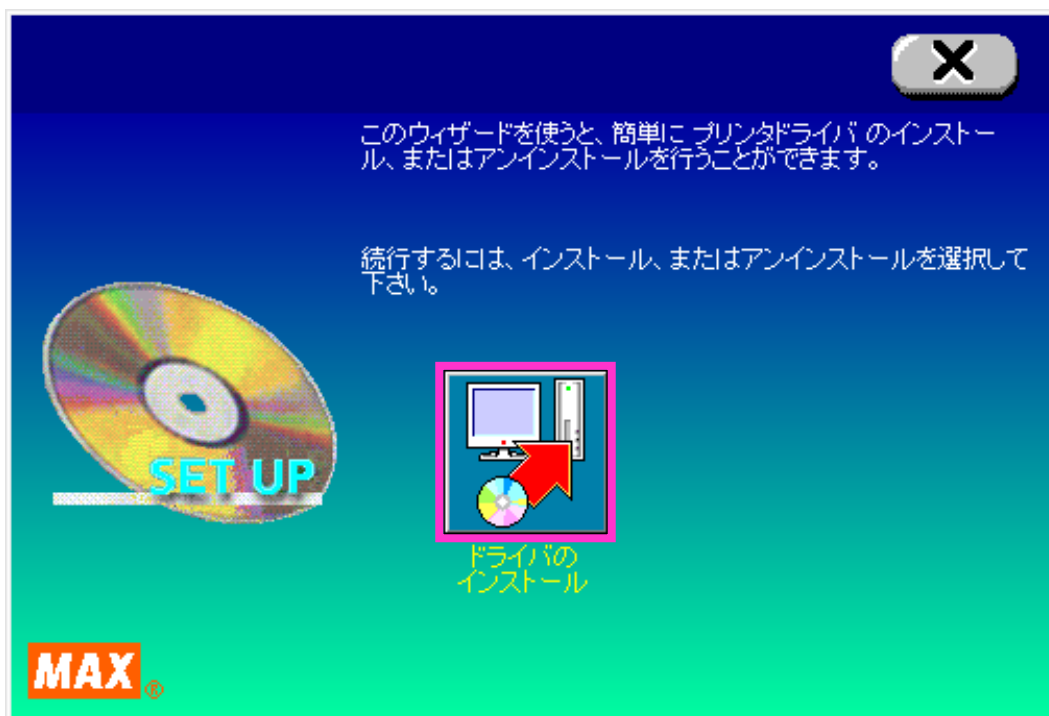 このウィザードを使うと、簡単に プリンタドライバ のインストー
ル、またはアンインストールを行うことができます。
続行するには、インストール、またはアンインストールを選択して
下さい。
SET UP
ドライバの
インストール
MAX®